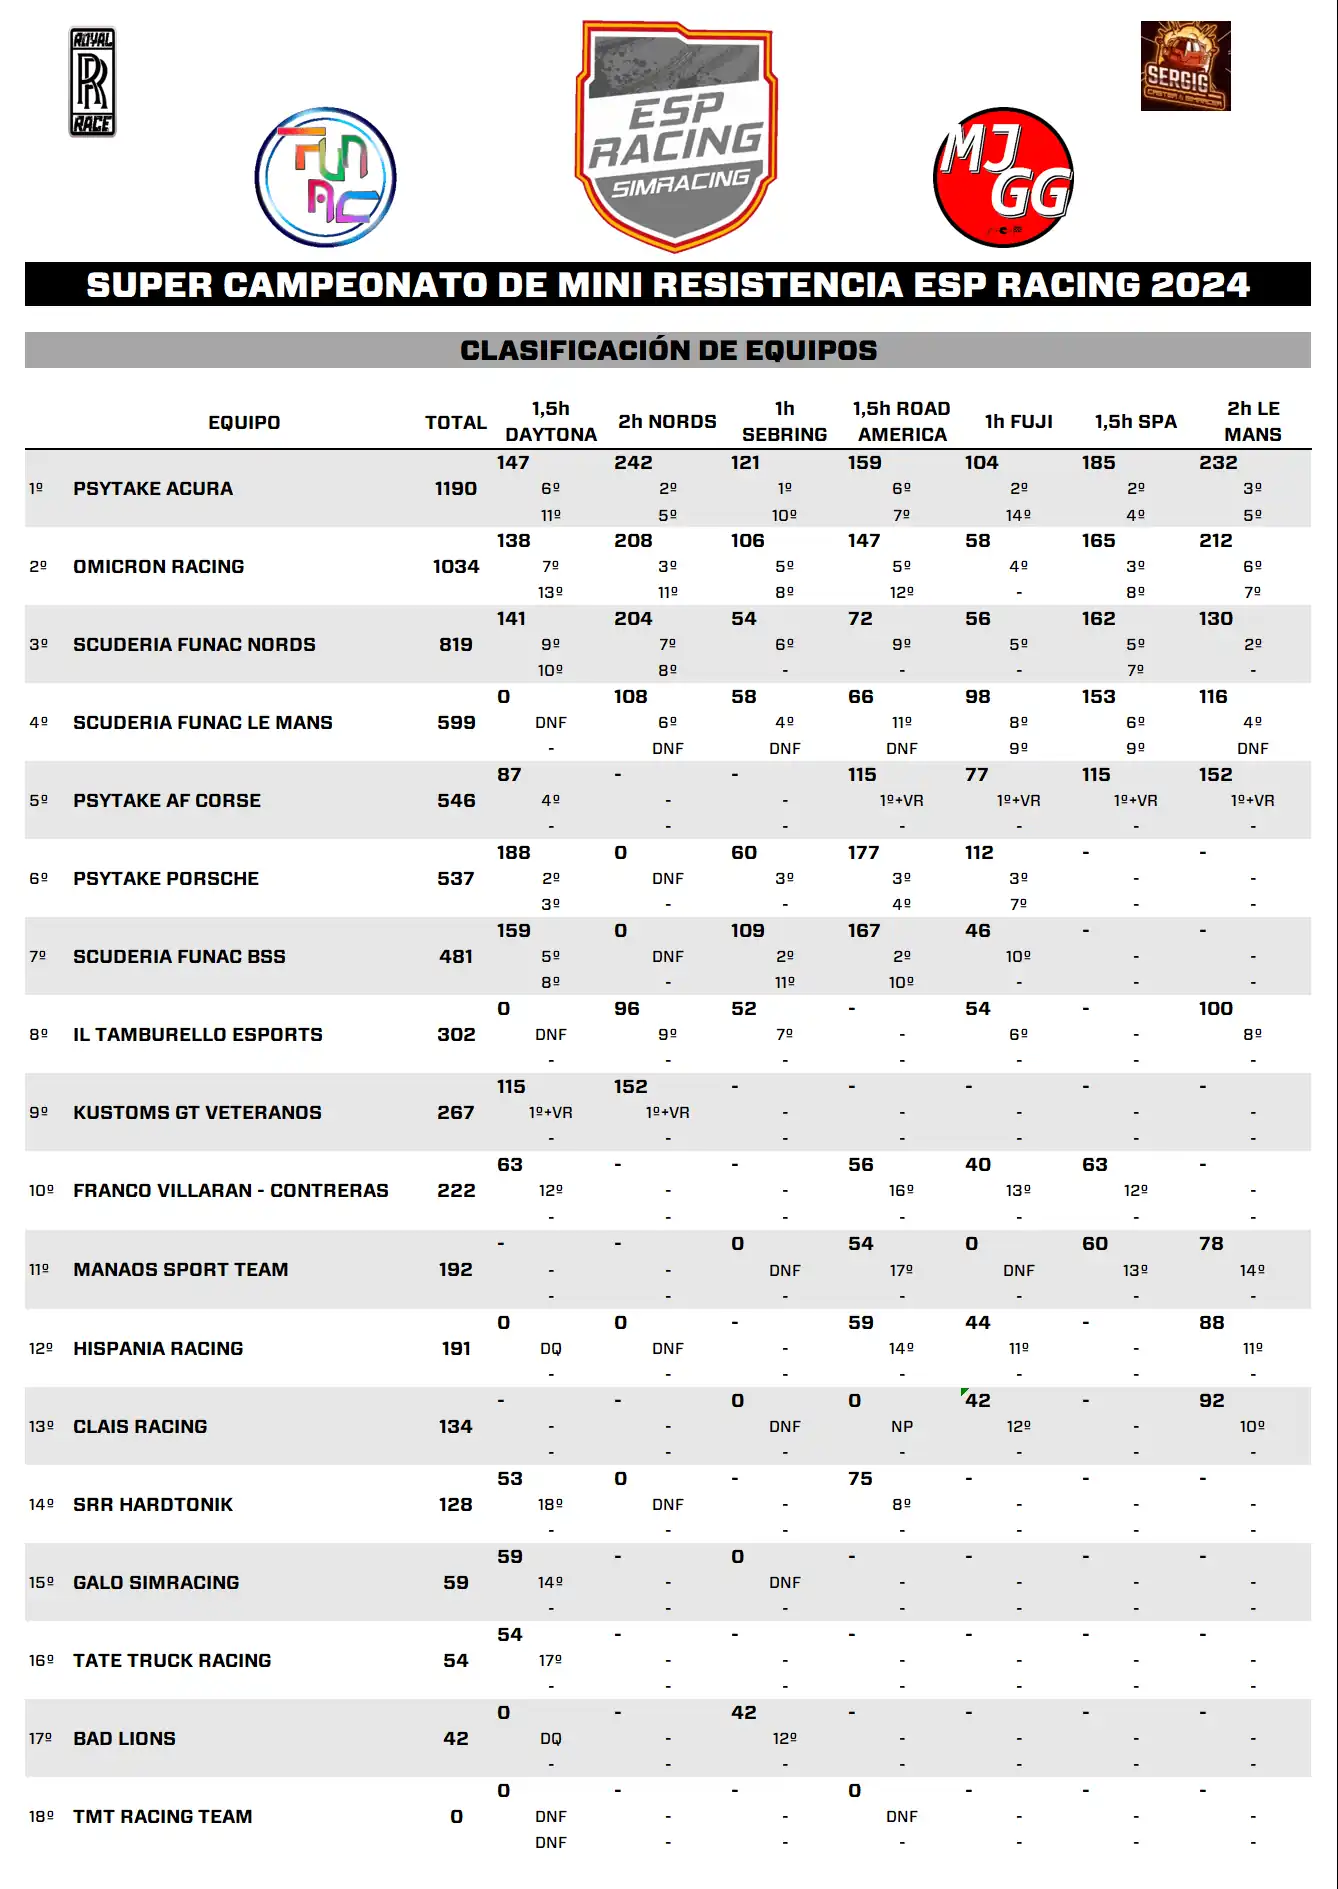 ROYAL
RR
RACE
FUN
AC
ESP
RACING
SIMRACING
MJ
GG
SERGIG
CASTER & SIMRACER
SUPER CAMPEONATO DE MINI RESISTENCIA ESP RACING 2024
CLASIFICACIÓN DE EQUIPOS
EQUIPO TOTAL 1,5h DAYTONA 2h NORDS 1h SEBRING 1,5h ROAD AMERICA 1h FUJI 1,5h SPA 2h LE MANS
147 242 121 159 104 185 232
1º PSYTAKE ACURA 1190 6º 2º 1º 6º 2º 2º 3º
11º 5º 10º 7º 14º 4º 5º
138 208 106 147 58 165 212
2º OMICRON RACING 1034 7º 3º 5º 5º 4º 3º 6º
13º 11º 8º 12º - 8º 7º
141 204 54 72 56 162 130
3º SCUDERIA FUNAC NORDS 819 9º 7º 6º 9º 5º 5º 2º
10º 8º - - - 7º -
0 108 58 66 98 153 116
4º SCUDERIA FUNAC LE MANS 599 DNF 6º 4º 11º 8º 6º 4º
- DNF DNF DNF 9º 9º DNF
87 - - 115 77 115 152
5º PSYTAKE AF CORSE 546 4º - - 1º+VR 1º+VR 1º+VR 1º+VR
- - - - - - -
188 0 60 177 112 - -
6º PSYTAKE PORSCHE 537 2º DNF 3º 3º 3º - -
3º - - 4º 7º - -
159 0 109 167 46 - -
7º SCUDERIA FUNAC BSS 481 5º DNF 2º 2º 10º - -
8º - 11º 10º - - -
0 96 52 - 54 - 100
8º IL TAMBURELLO ESPORTS 302 DNF 9º 7º - 6º - 8º
- - - - - - -
115 152 - - - - -
9º KUSTOMS GT VETERANOS 267 1º+VR 1º+VR - - - - -
- - - - - - -
63 - - 56 40 63 -
10º FRANCO VILLARAN - CONTRERAS 222 12º - - 16º 13º 12º -
- - - - - - -
- - 0 54 0 60 78
11º MANAOS SPORT TEAM 192 - - DNF 17º DNF 13º 14º
- - - - - - -
0 0 - 59 44 - 88
12º HISPANIA RACING 191 DQ DNF - 14º 11º - 11º
- - - - - - -
- - 0 0 42 - 92
13º CLAIS RACING 134 - - DNF NP 12º - 10º
- - - - - - -
53 0 - 75 - - -
14º SRR HARDTONIK 128 18º DNF - 8º - - -
- - - - - - -
59 - 0 - - - -
15º GALO SIMRACING 59 14º - DNF - - - -
- - - - - - -
54 - - - - - -
16º TATE TRUCK RACING 54 17º - - - - - -
- - - - - - -
0 - 42 - - - -
17º BAD LIONS 42 DQ - 12º - - - -
- - - - - - -
0 - - 0 - - -
18º TMT RACING TEAM 0 DNF - - DNF - - -
DNF - - - - - -